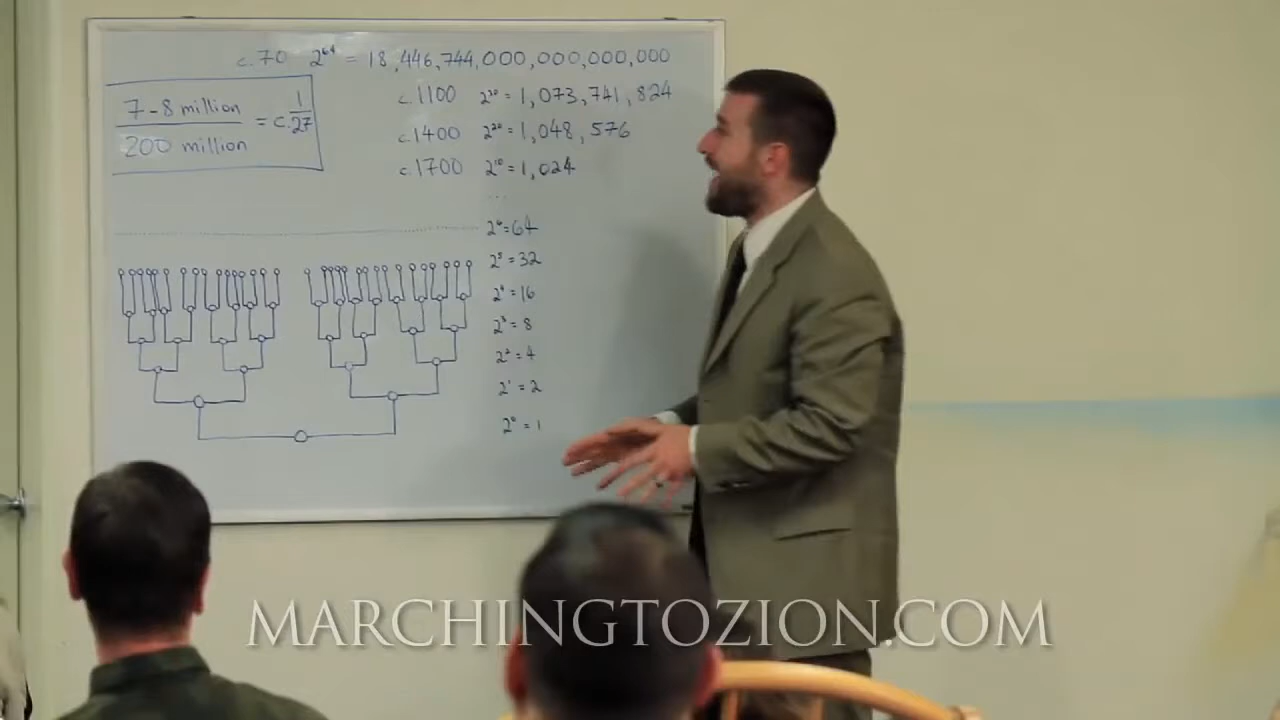 c.70 2⁶⁴ = 18,446,744,000,000,000,000
7-8 million
200 million
= c. 1/27
c.1100 2³⁰ = 1,073,741,824
c.1400 2²⁰ = 1,048,576
c.1700 2¹⁰ = 1,024
...
2⁶ = 64
2⁵ = 32
2⁴ = 16
2³ = 8
2² = 4
2¹ = 2
2⁰ = 1
MARCHINGTOZION.COM